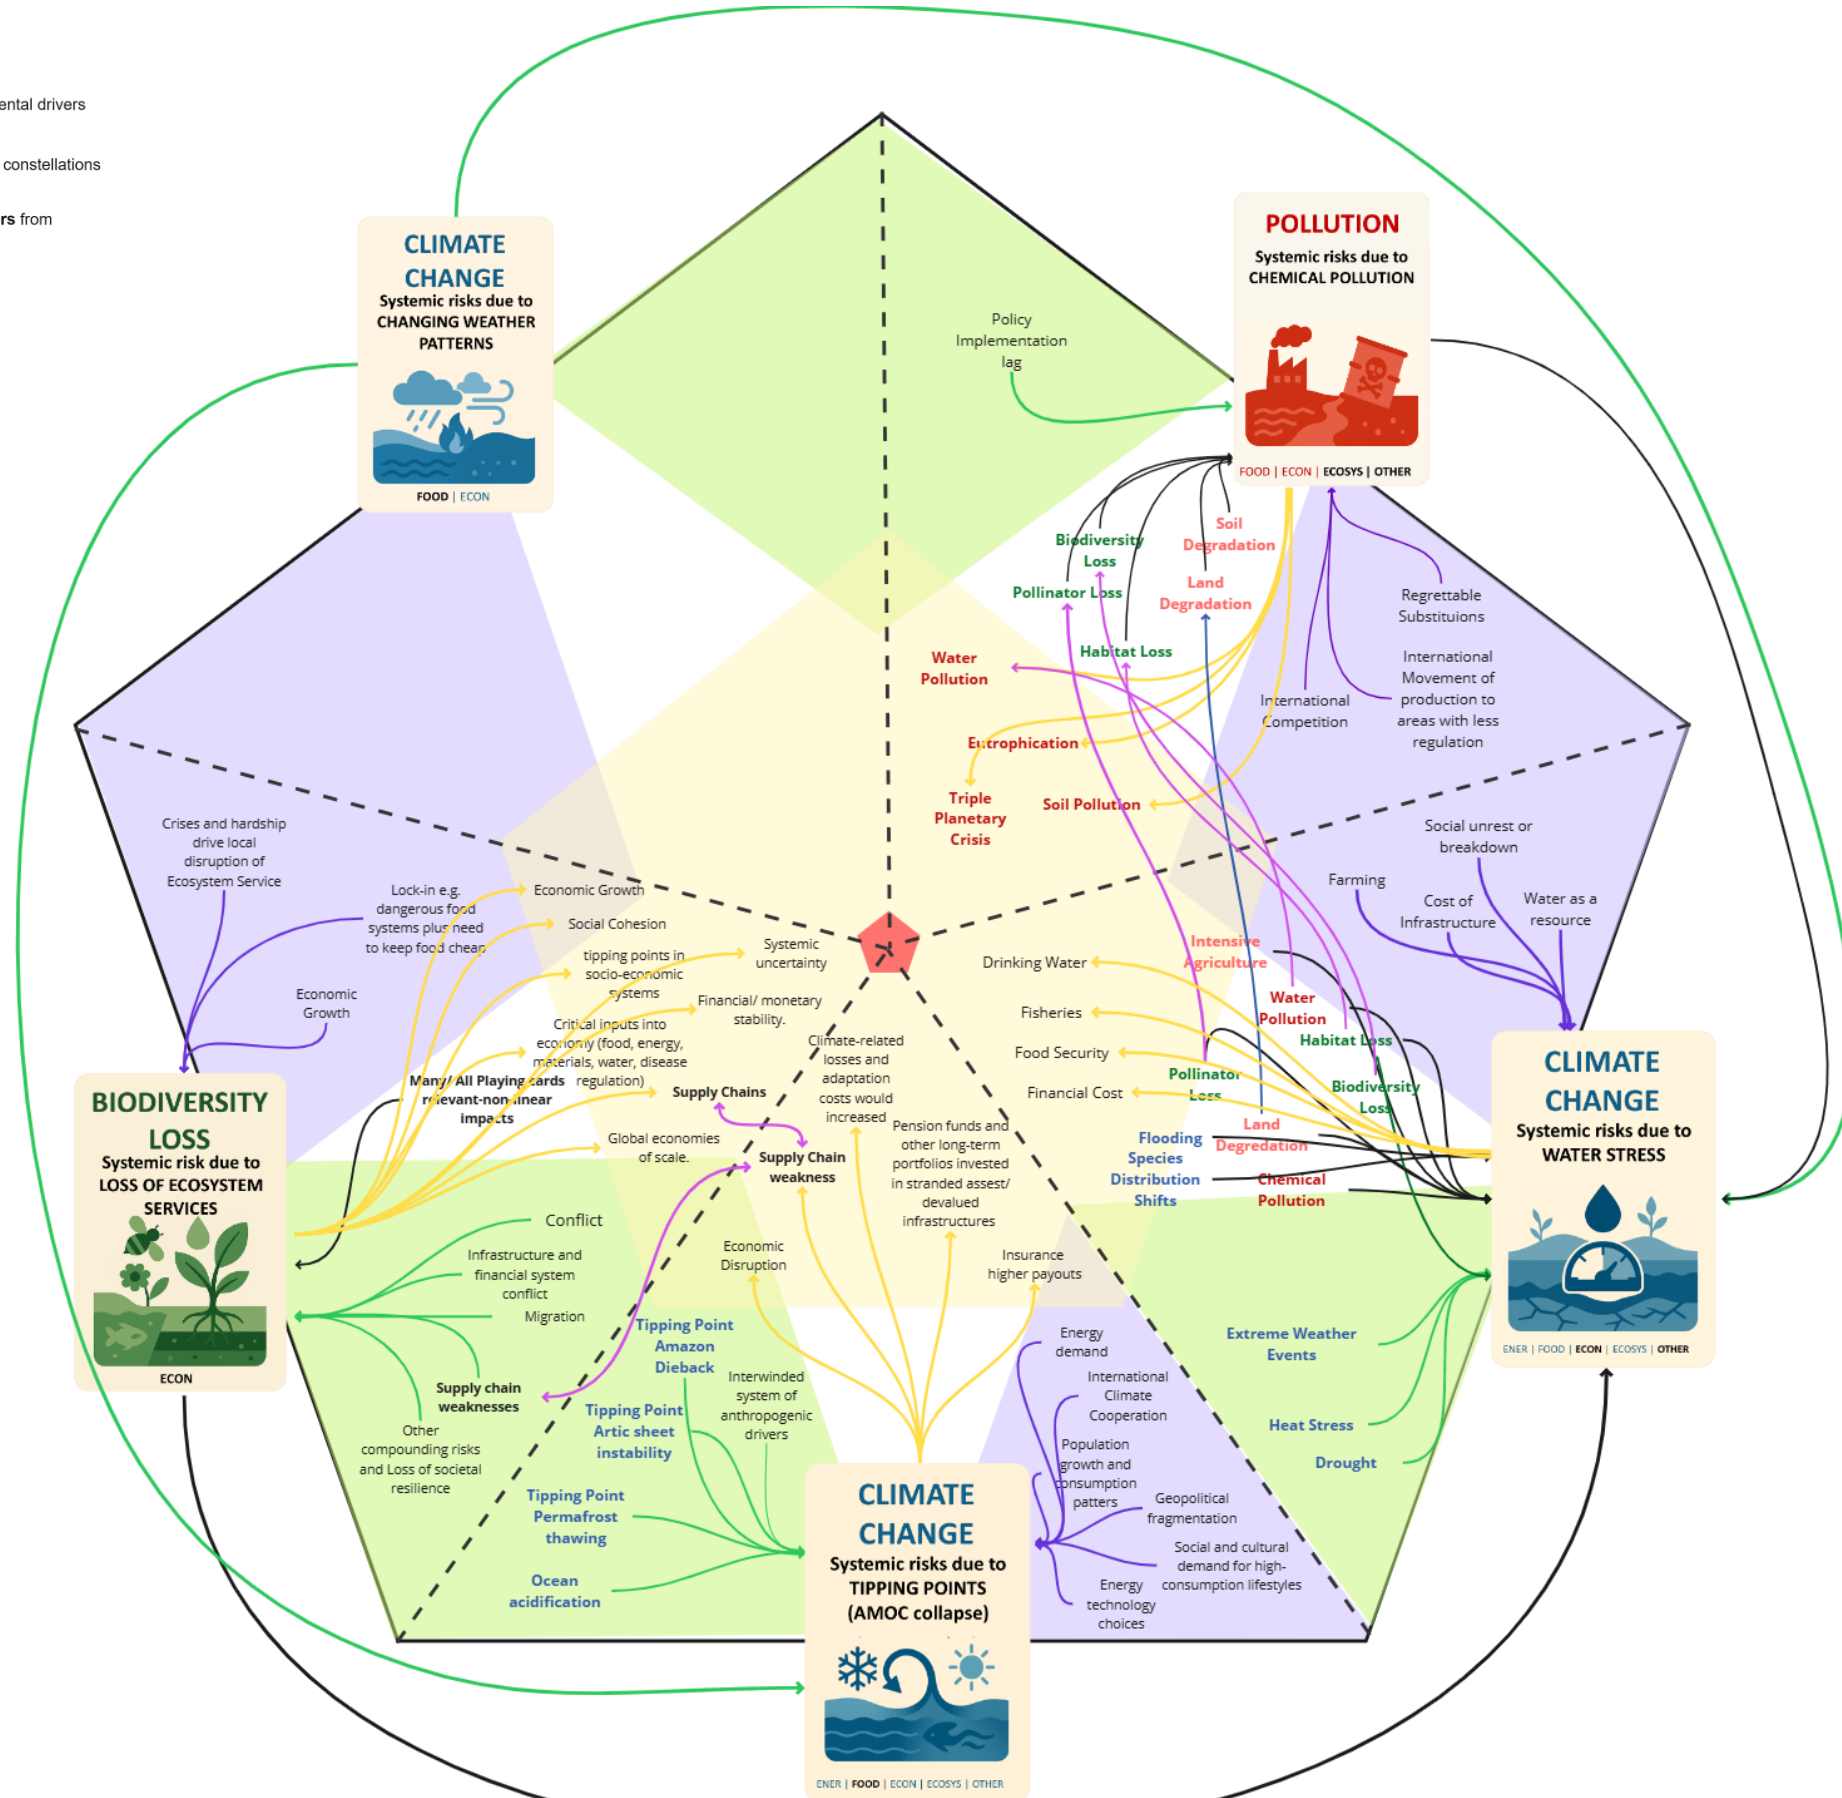 ental drivers
constellations
rs from
CLIMATE
CHANGE
Systemic risks due to
CHANGING WEATHER
PATTERNS
FOOD | ECON
POLLUTION
Systemic risks due to
CHEMICAL POLLUTION
FOOD | ECON | ECOSYS | OTHER
Policy
Implementation
lag
Soil
Degradation
Biodiversity
Loss
Land
Degradation
Pollinator Loss
Habitat Loss
Water
Pollution
Eutrophication
Triple
Planetary
Crisis
Soil Pollution
Regrettable
Substituions
International
Movement of
production to
areas with less
regulation
International
Competition
Crises and hardship
drive local
disruption of
Ecosystem Service
Lock-in e.g.
dangerous food
systems plus need
to keep food cheap
Economic
Growth
Economic Growth
Social Cohesion
tipping points in
socio-economic
systems
Systemic
uncertainty
Financial/ monetary
stability.
Critical inputs into
economy (food, energy,
materials, water, disease
regulation)
Many/ All Playing cards
relevant-non-linear
impacts
Supply Chains
Global economies
of scale.
Supply Chain
weakness
Climate-related
losses and
adaptation
costs would
increased
Pension funds and
other long-term
portfolios invested
in stranded assest/
devalued
infrastructures
Economic
Disruption
Insurance
higher payouts
Social unrest or
breakdown
Farming
Cost of
Infrastructure
Water as a
resource
Intensive
Agriculture
Drinking Water
Fisheries
Food Security
Financial Cost
Water
Pollution
Habitat Loss
Pollinator
Loss
Biodiversity
Loss
Land
Degredation
Flooding
Species
Distribution
Shifts
Chemical
Pollution
CLIMATE
CHANGE
Systemic risks due to
WATER STRESS
ENER | FOOD | ECON | ECOSYS | OTHER
Extreme Weather
Events
Heat Stress
Drought
BIODIVERSITY
LOSS
Systemic risk due to
LOSS OF ECOSYSTEM
SERVICES
ECON
Conflict
Infrastructure and
financial system
conflict
Migration
Supply chain
weaknesses
Other
compounding risks
and Loss of societal
resilience
Tipping Point
Amazon
Dieback
Interwinded
system of
anthropogenic
drivers
Tipping Point
Artic sheet
instability
Tipping Point
Permafrost
thawing
Ocean
acidification
Energy
demand
International
Climate
Cooperation
Population
growth and
consumption
patters
Geopolitical
fragmentation
Social and cultural
demand for high-
consumption lifestyles
Energy
technology
choices
CLIMATE
CHANGE
Systemic risks due to
TIPPING POINTS
(AMOC collapse)
ENER | FOOD | ECON | ECOSYS | OTHER